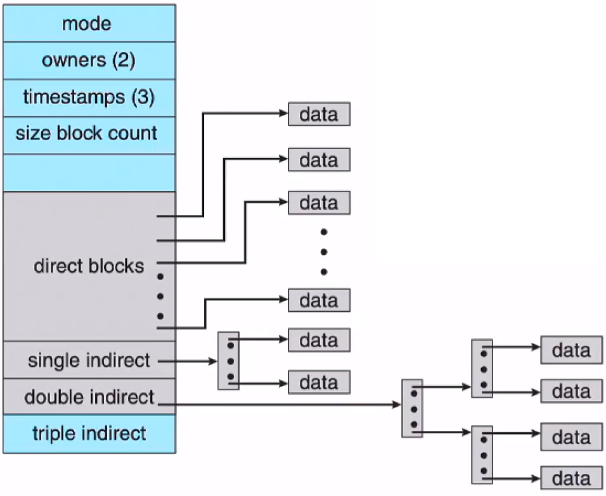 mode
owners (2)
timestamps (3)
size block count
data
data
data
direct blocks
data
single indirect
data
data
double indirect
data
data
triple indirect
data
data